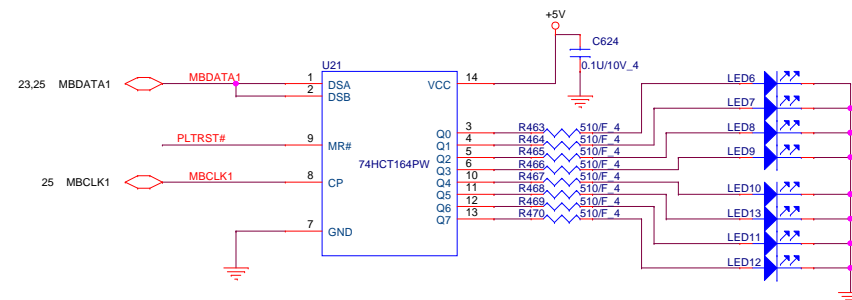 +5V
C624
0.1U/10V_4
U21
23,25 MBDATA1 MBDATA1 1 DSA VCC 14
2 DSB
LED6
LED7
LED8
LED9
PLTRST# 9 MR#
74HCT164PW
25 MBCLK1 MBCLK1 8 CP
7 GND
Q0 3 R463 510/F_4
Q1 4 R464 510/F_4
Q2 5 R465 510/F_4
Q3 6 R466 510/F_4
Q4 10 R467 510/F_4
Q5 11 R468 510/F_4
Q6 12 R469 510/F_4
Q7 13 R470 510/F_4
LED10
LED13
LED11
LED12